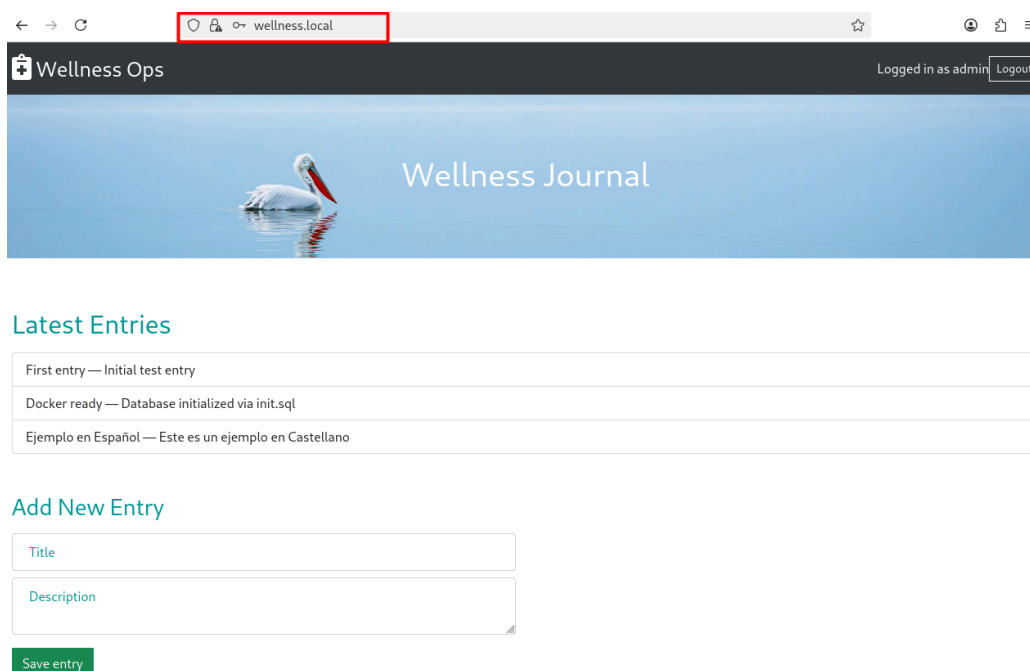 wellness.local
Wellness Ops
Logged in as admin Logout
Wellness Journal
Latest Entries
First entry — Initial test entry
Docker ready — Database initialized via init.sql
Ejemplo en Español — Este es un ejemplo en Castellano
Add New Entry
Title
Description
Save entry